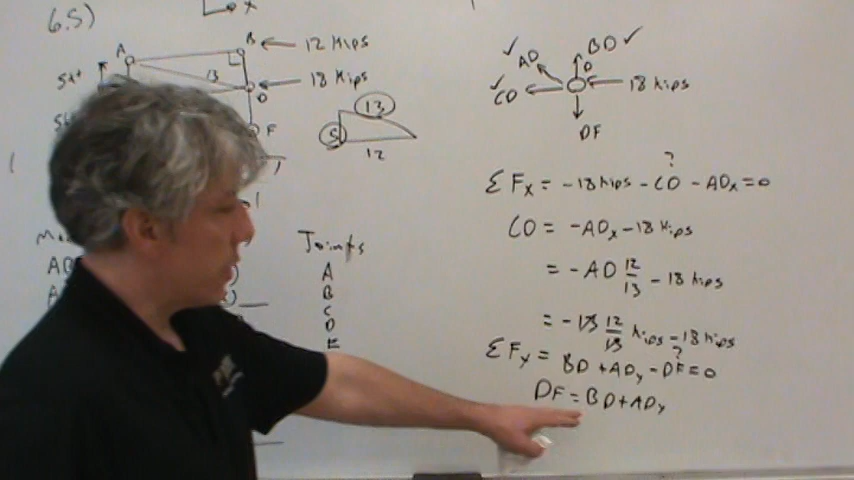 6.5)
x
A
B
12 Kips
13
D
18 Kips
F
13
5
12
Joints
A
B
C
D
E
✓ AD
BD ✓
D
✓ CD
18 Kips
DF
?
ΣFx = -18 kips - CD - ADx = 0
CD = -ADx - 18 Kips
= -AD 12/13 - 18 kips
= -13 12/13 kips - 18 kips
?
ΣFy = BD + ADy - DF = 0
DF = BD + ADy